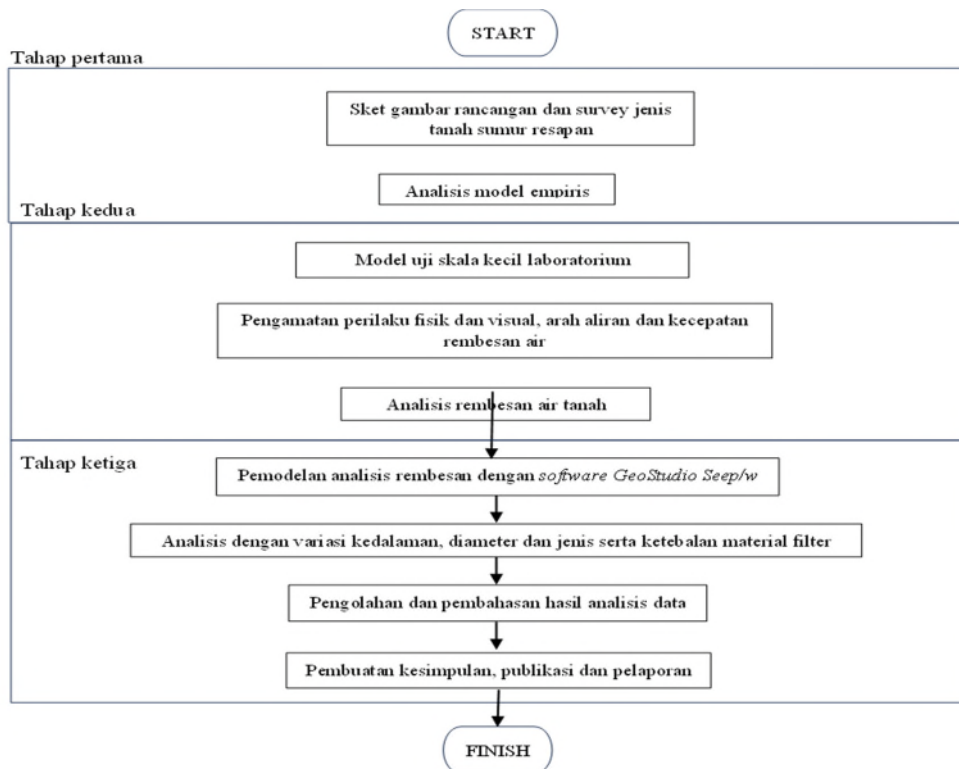 START
Tahap pertama
Sket gambar rancangan dan survey jenis
tanah sumur resapan
Analisis model empiris
Tahap kedua
Model uji skala kecil laboratorium
Pengamatan perilaku fisik dan visual, arah aliran dan kecepatan
rembesan air
Analisis rembesan air tanah
Tahap ketiga
Pemodelan analisis rembesan dengan software GeoStudio Seep/w
Analisis dengan variasi kedalaman, diameter dan jenis serta ketebalan material filter
Pengolahan dan pembahasan hasil analisis data
Pembuatan kesimpulan, publikasi dan pelaporan
FINISH